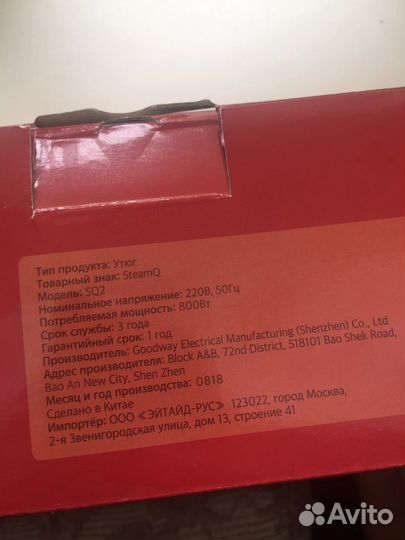 Тип продукта: Утюг
Товарный знак: SteamQ
Модель: SQ2
Номинальное напряжение: 220В, 50Гц
Потребляемая мощность: 800Вт
Срок службы: 3 года
Гарантийный срок: 1 год
Производитель: Goodway Electrical Manufacturing (Shenzhen) Co., Ltd
Адрес производителя: Block A&B, 72nd District, 518101 Bao Shek Road,
Bao An New City, Shen Zhen
Месяц и год производства: 0818
Сделано в Китае
Импортёр: ООО «ЭЙТАЙД-РУС» 123022, город Москва,
2-я Звенигородская улица, дом 13, строение 41
Avito